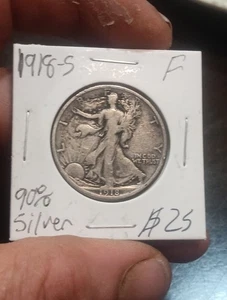 1918-S F
LIBERTY
IN GOD
WE TRUST
1918
90%
Silver — $25